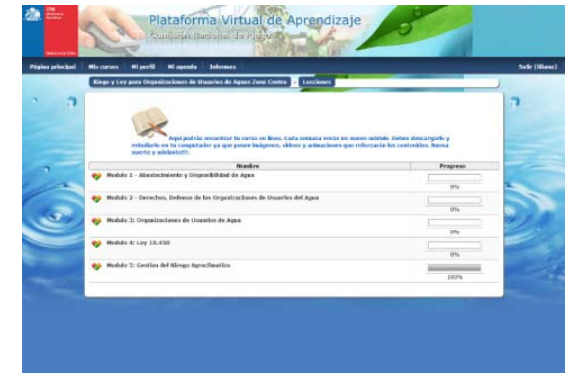 CNR
Plataforma Virtual de Aprendizaje
Comisión Nacional de Riego
Página principal Mis cursos Mi perfil Mi agenda Informes Salir (liliana)
Riego y Ley para Organizaciones de Usuarios de Aguas Zona Centro Lecciones
Aquí podrás encontrar tu curso en línea. Cada semana verás un nuevo módulo. Debes descargarlo y
estudiarlo en tu computador ya que posee imágenes, videos y animaciones que reforzarán los contenidos. Buena
suerte y adelante!!!.
Nombre Progreso
Modulo 1 - Abastecimiento y Disponibilidad de Agua
0%
Modulo 2 - Derechos, Defensa de las Organizaciones de Usuarios del Agua
0%
Modulo 3: Organizaciones de Usuarios de Agua
0%
Modulo 4: Ley 18.450
0%
Modulo 5: Gestion del Riesgo Agroclimatico
100%